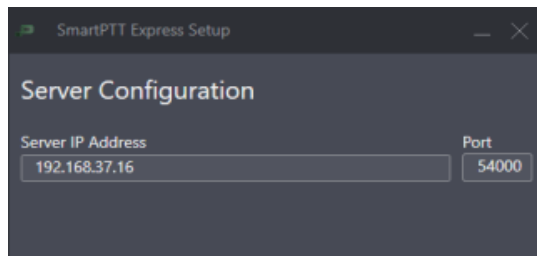 SmartPTT Express Setup
Server Configuration
Server IP Address Port
192.168.37.16 54000